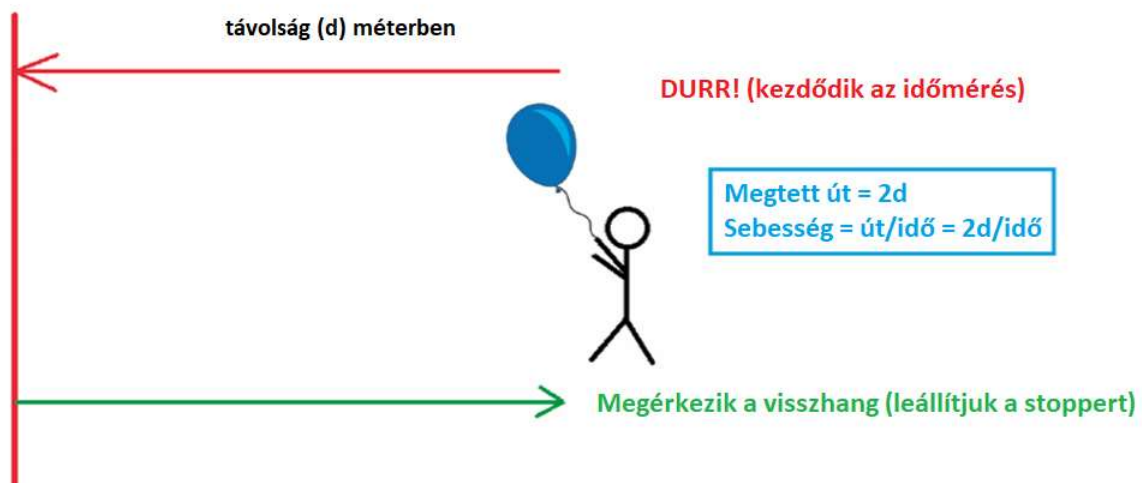 távolság (d) méterben
DURR! (kezdődik az időmérés)
Megtett út = 2d
Sebesség = út/idő = 2d/idő
Megérkezik a visszhang (leállítjuk a stoppert)